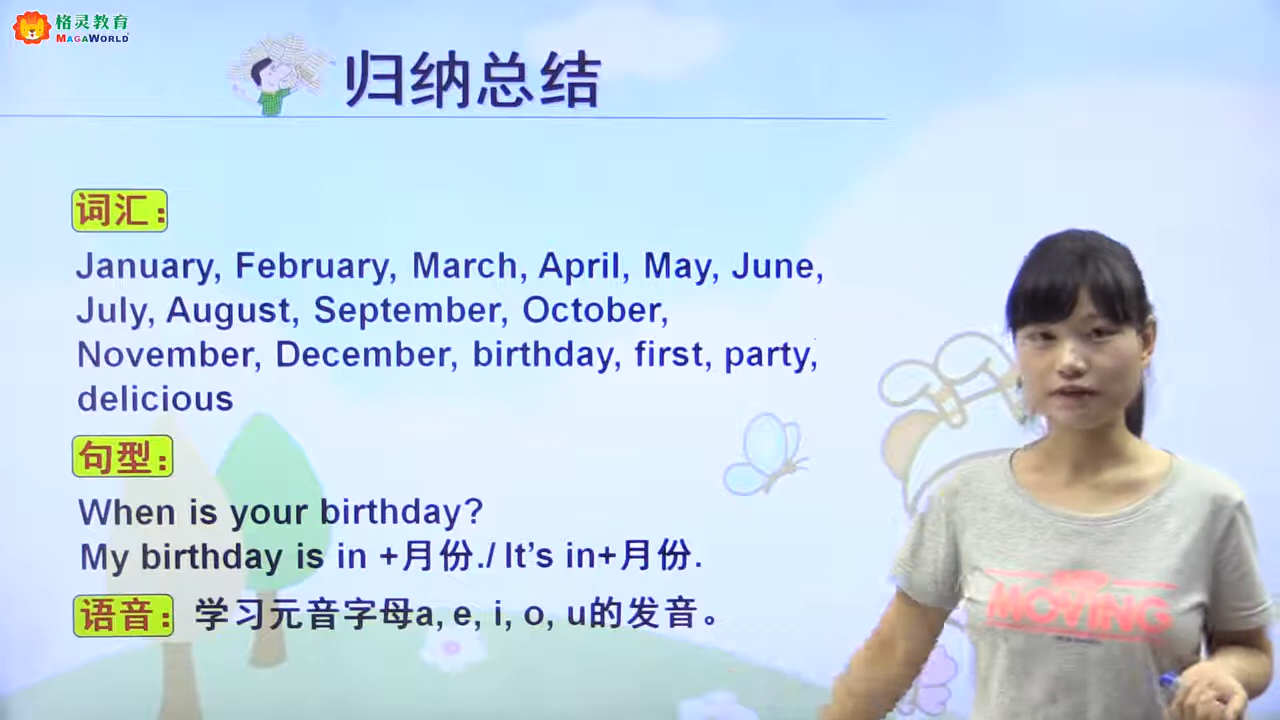 格灵教育
MAGAWORLD
归纳总结
词汇：
January, February, March, April, May, June,
July, August, September, October,
November, December, birthday, first, party,
delicious
句型：
When is your birthday?
My birthday is in +月份./ It’s in+月份.
语音： 学习元音字母a, e, i, o, u的发音。
MOVING